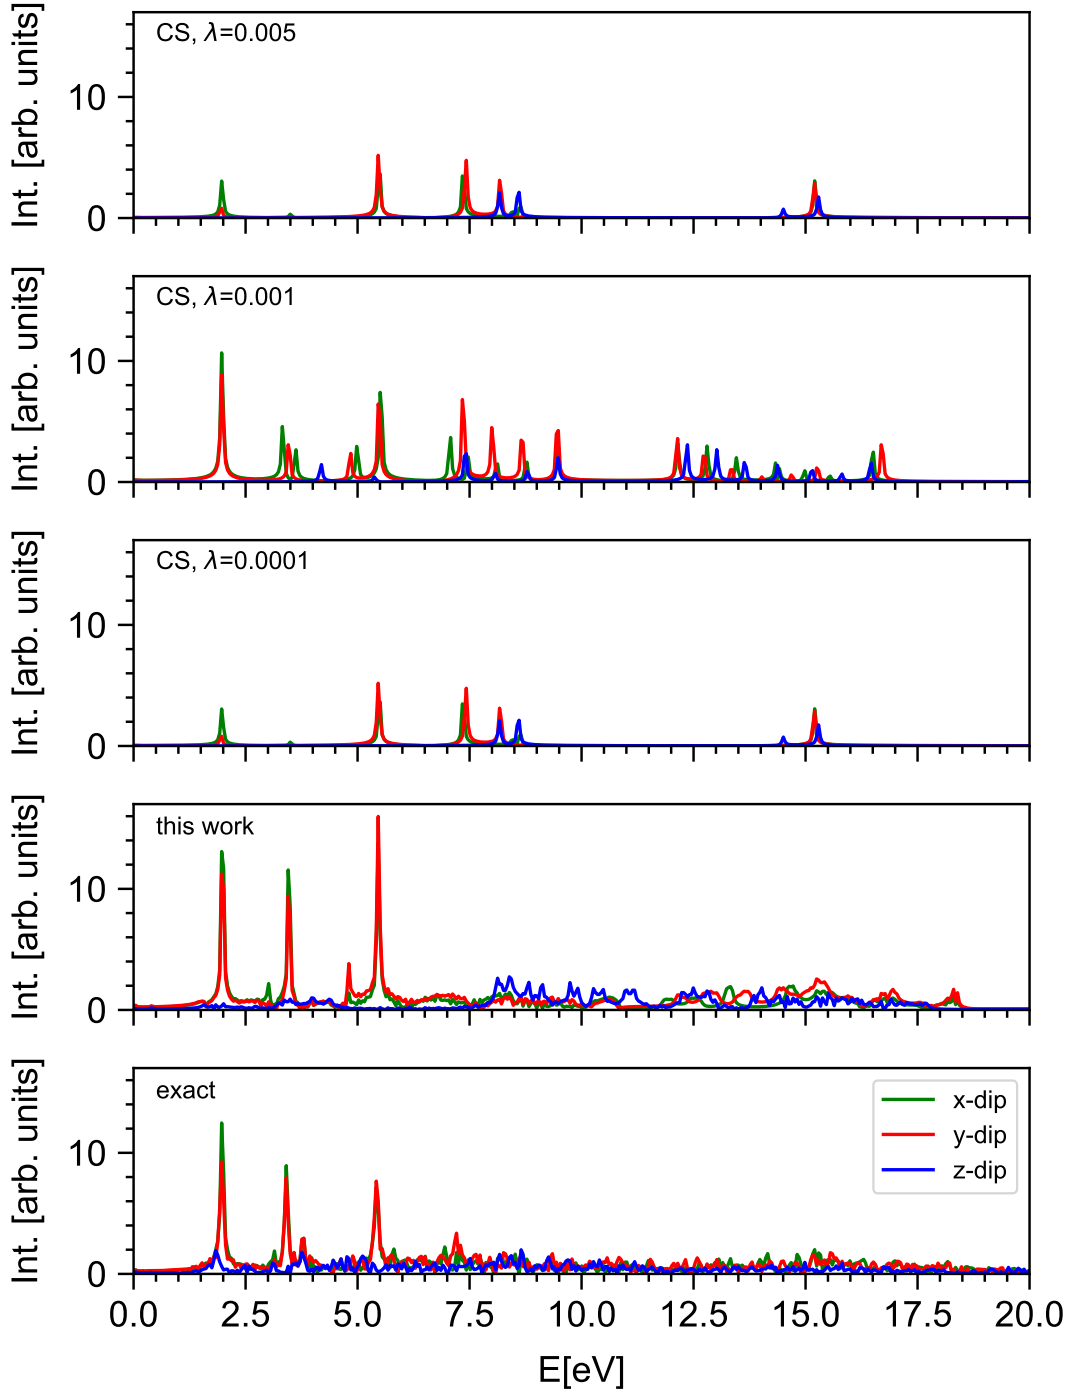 CS, λ=0.005
Int. [arb. units]
10
0
CS, λ=0.001
Int. [arb. units]
10
0
CS, λ=0.0001
Int. [arb. units]
10
0
this work
Int. [arb. units]
10
0
exact
x-dip
y-dip
z-dip
Int. [arb. units]
10
0
0.0 2.5 5.0 7.5 10.0 12.5 15.0 17.5 20.0
E[eV]